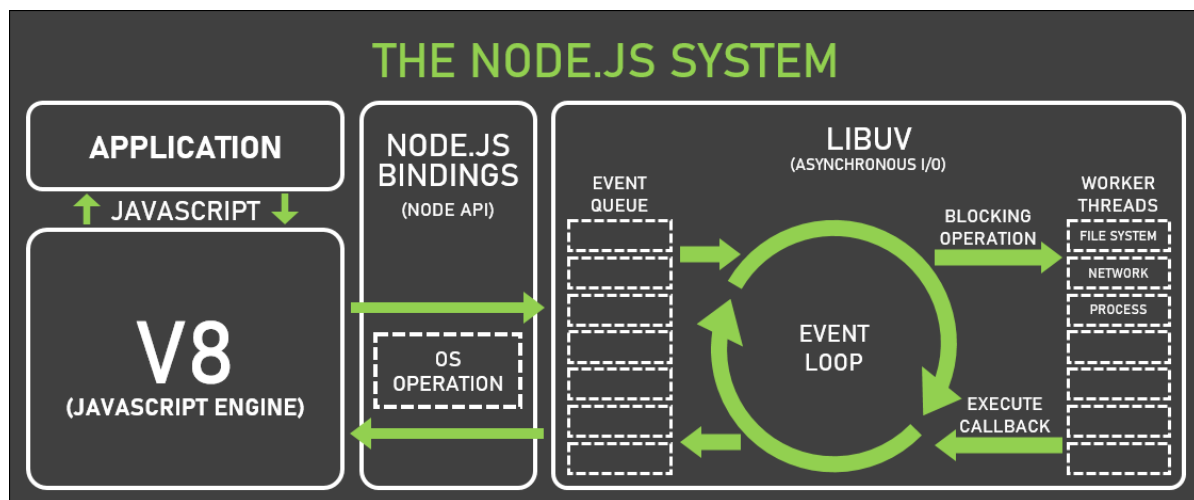 THE NODE.JS SYSTEM
APPLICATION
JAVASCRIPT
V8
(JAVASCRIPT ENGINE)
NODE.JS
BINDINGS
(NODE API)
OS
OPERATION
LIBUV
(ASYNCHRONOUS I/O)
EVENT
QUEUE
EVENT
LOOP
BLOCKING
OPERATION
EXECUTE
CALLBACK
WORKER
THREADS
FILE SYSTEM
NETWORK
PROCESS